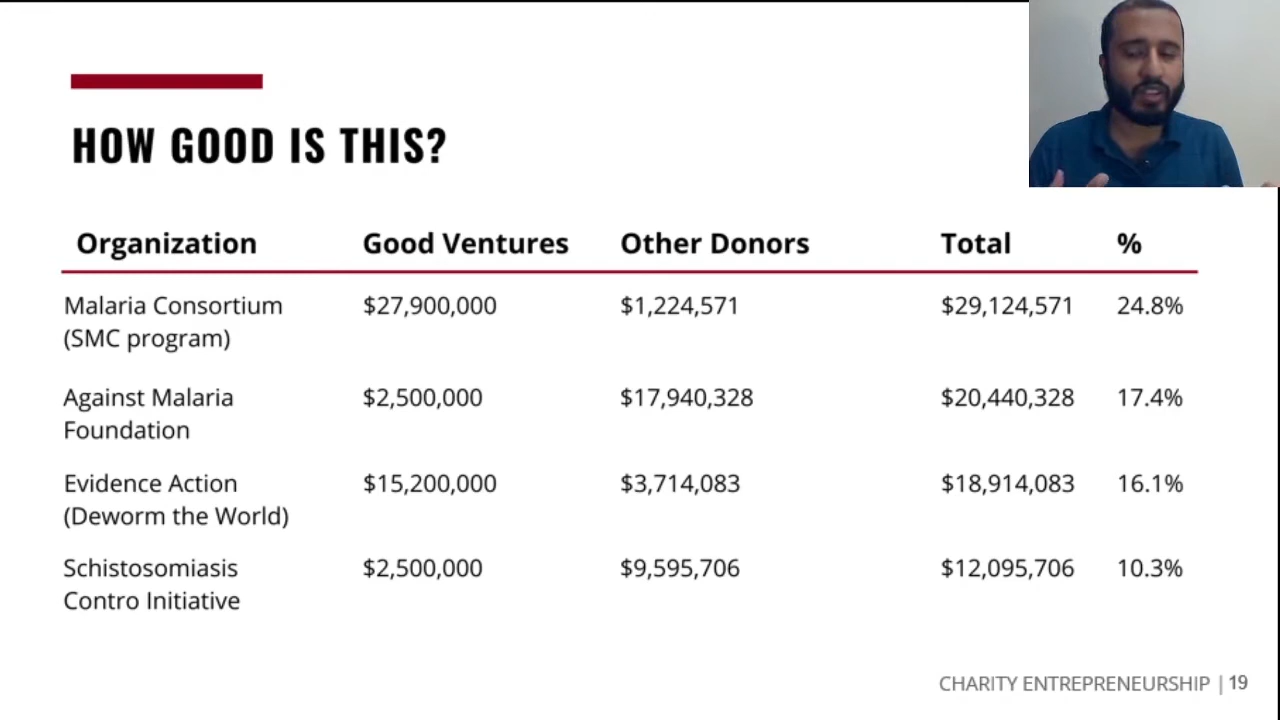 HOW GOOD IS THIS?
Organization Good Ventures Other Donors Total %
Malaria Consortium $27,900,000 $1,224,571 $29,124,571 24.8%
(SMC program)
Against Malaria $2,500,000 $17,940,328 $20,440,328 17.4%
Foundation
Evidence Action $15,200,000 $3,714,083 $18,914,083 16.1%
(Deworm the World)
Schistosomiasis $2,500,000 $9,595,706 $12,095,706 10.3%
Contro Initiative
CHARITY ENTREPRENEURSHIP | 19